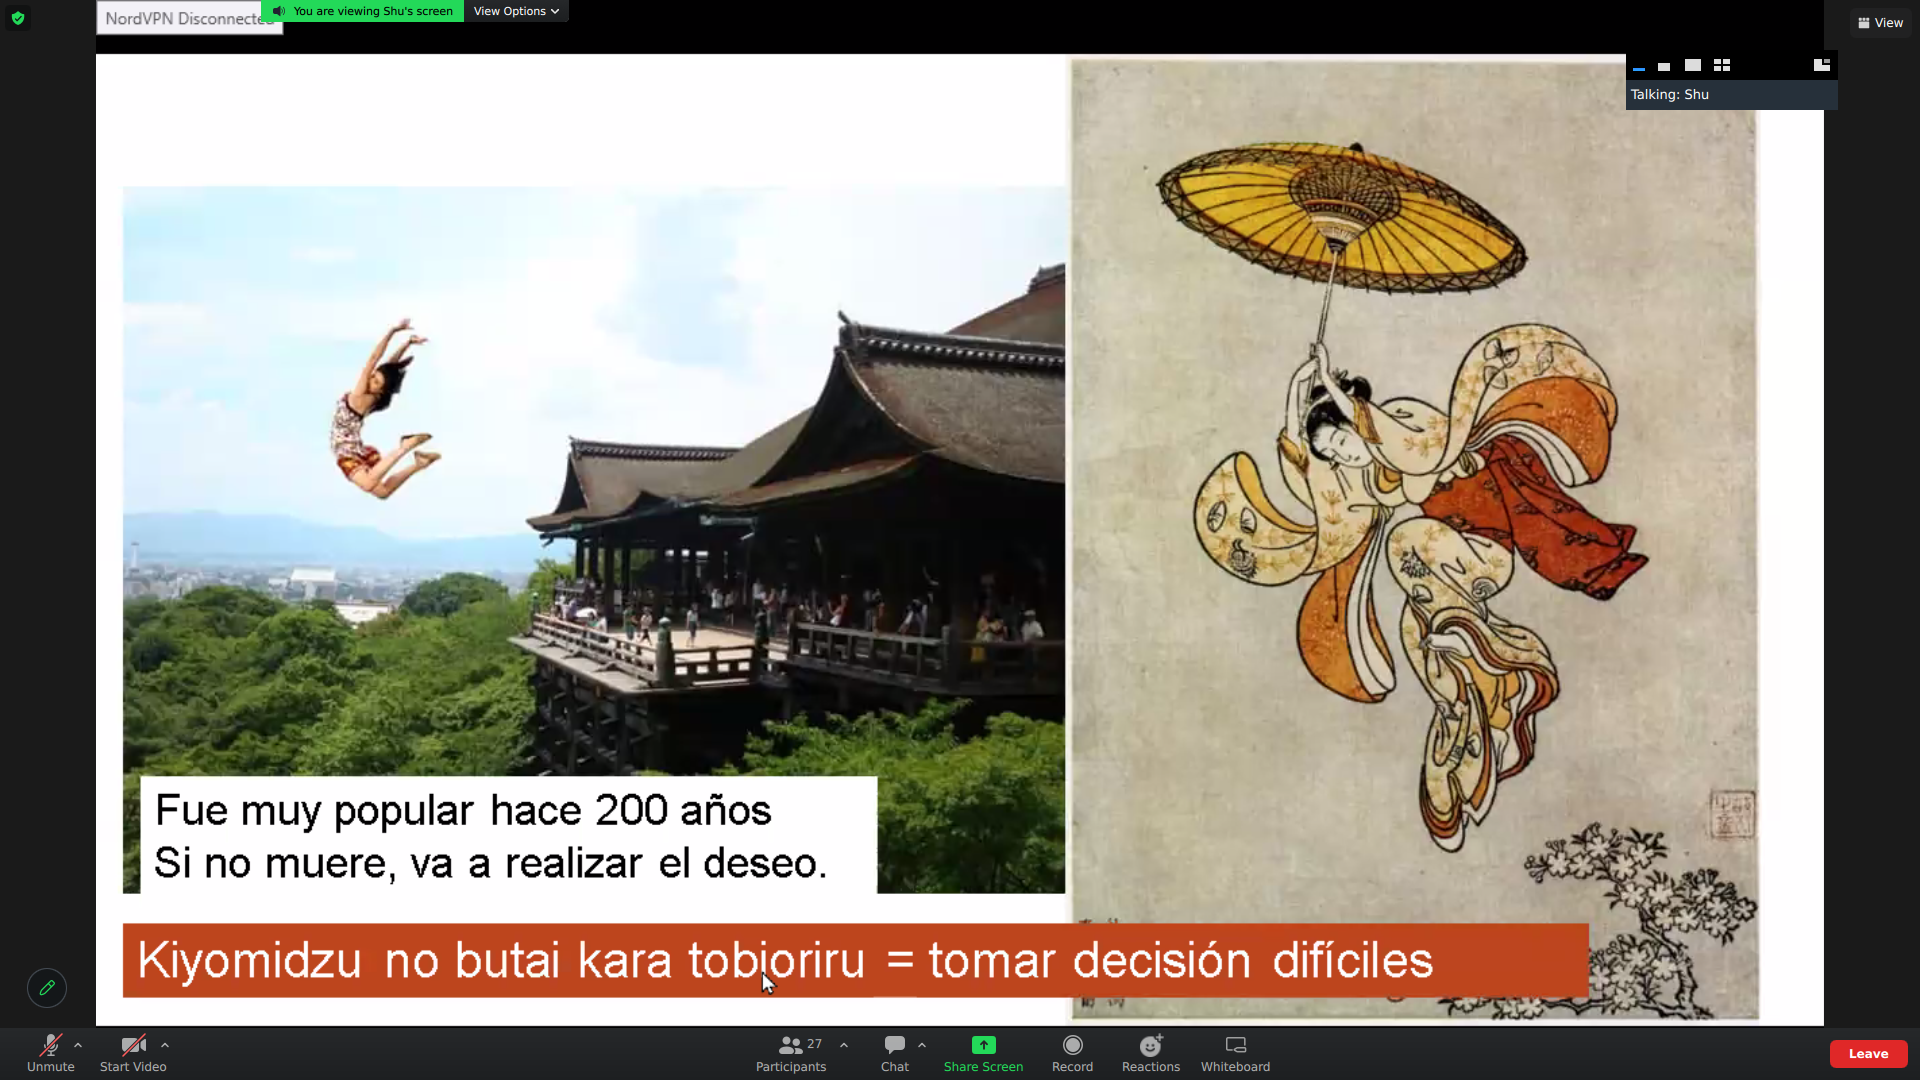 NordVPN Disconnected
You are viewing Shu's screen
View Options
View
Talking: Shu
Fue muy popular hace 200 años
Si no muere, va a realizar el deseo.
Kiyomidzu no butai kara tobioriru = tomar decisión difíciles
Unmute
Start Video
27
Participants
Chat
Share Screen
Record
Reactions
Whiteboard
Leave